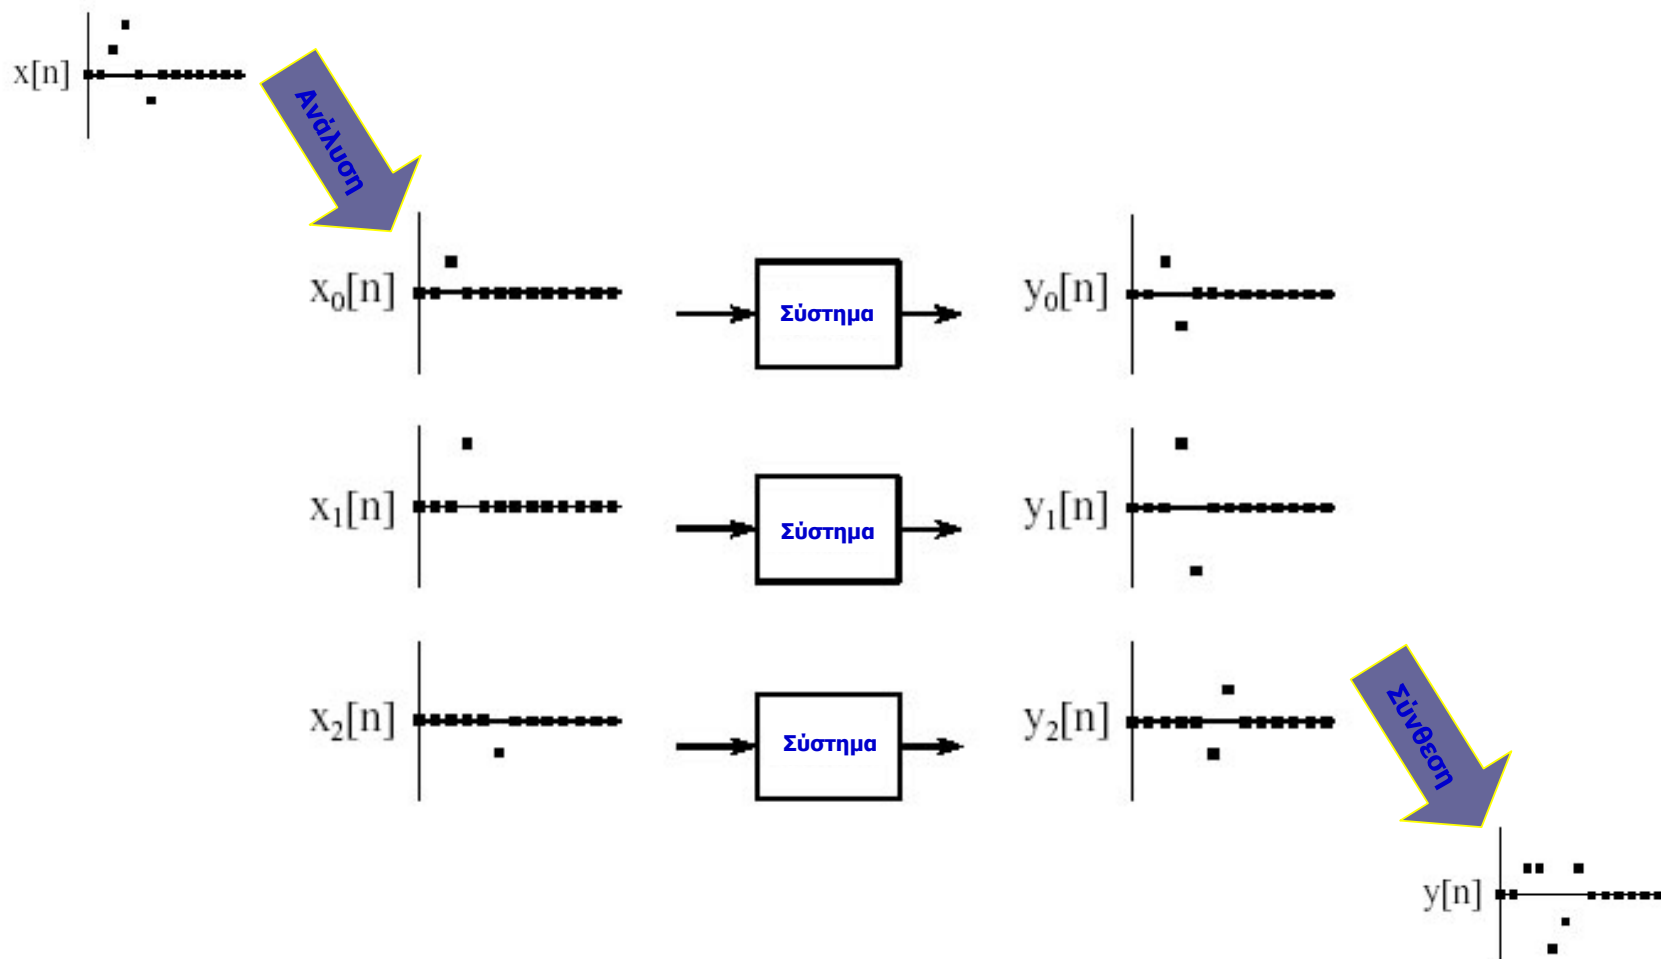 x[n]
Ανάλυση
x₀[n]
Σύστημα
y₀[n]
x₁[n]
Σύστημα
y₁[n]
x₂[n]
Σύστημα
y₂[n]
Σύνθεση
y[n]